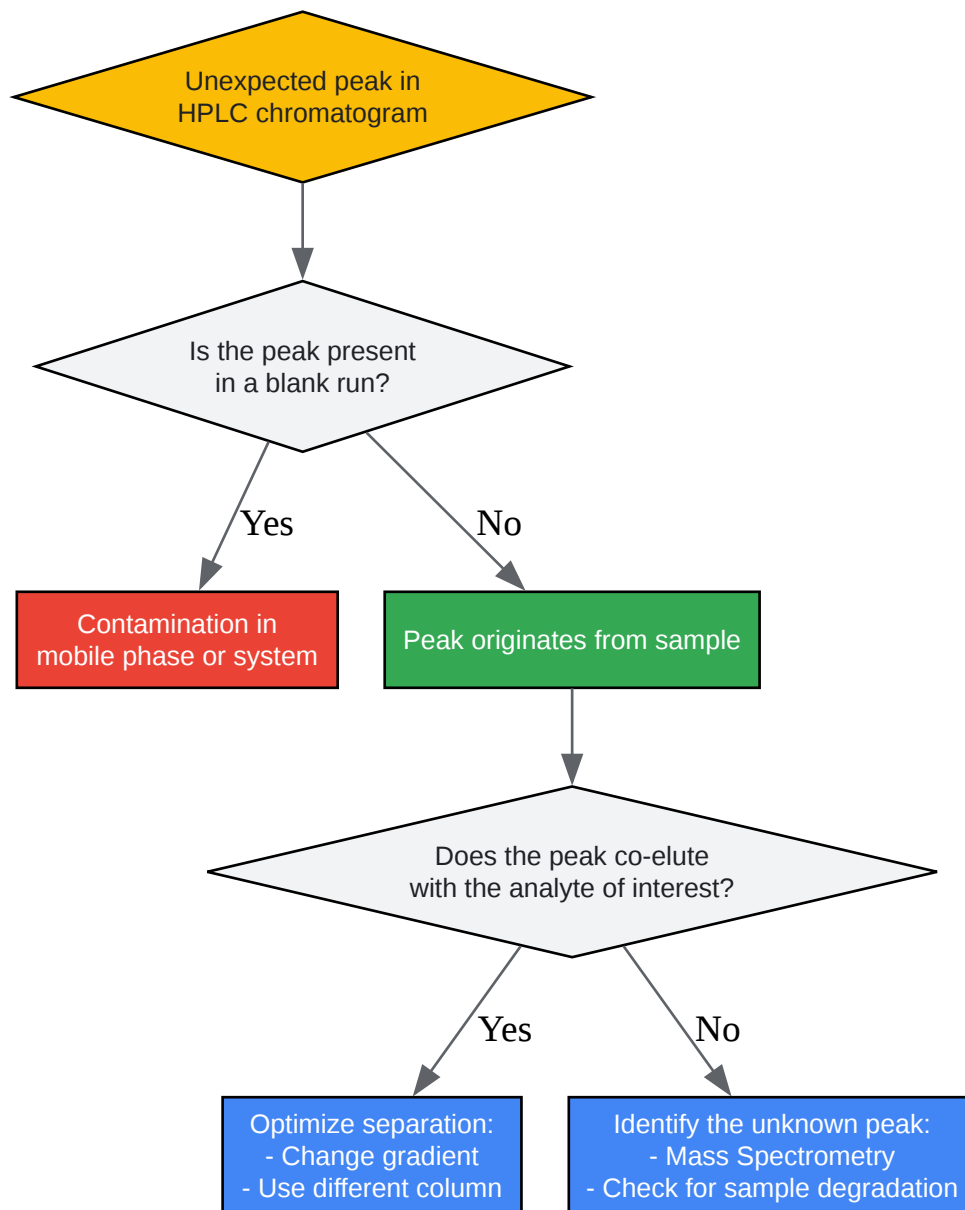 Unexpected peak in
HPLC chromatogram
Is the peak present
in a blank run?
Yes
No
Contamination in
mobile phase or system
Peak originates from sample
Does the peak co-elute
with the analyte of interest?
Yes
No
Optimize separation:
- Change gradient
- Use different column
Identify the unknown peak:
- Mass Spectrometry
- Check for sample degradation